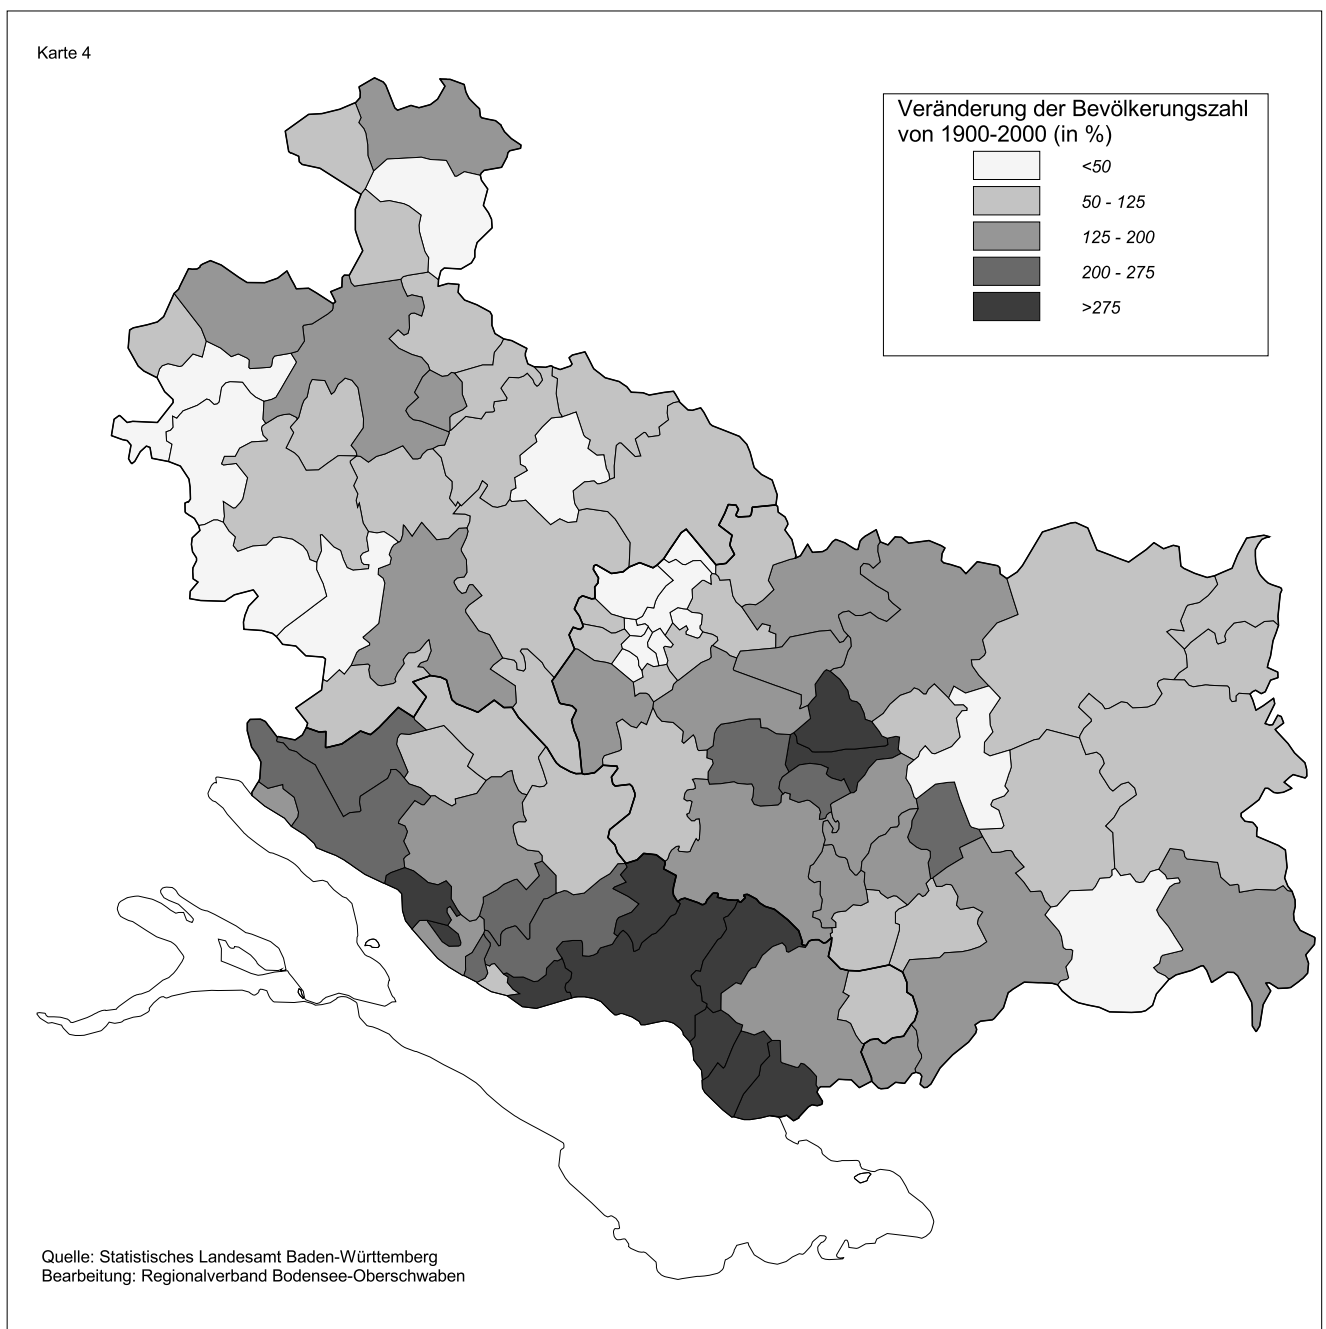 Karte 4
Veränderung der Bevölkerungszahl
von 1900-2000 (in %)
<50
50 - 125
125 - 200
200 - 275
>275
Quelle: Statistisches Landesamt Baden-Württemberg
Bearbeitung: Regionalverband Bodensee-Oberschwaben